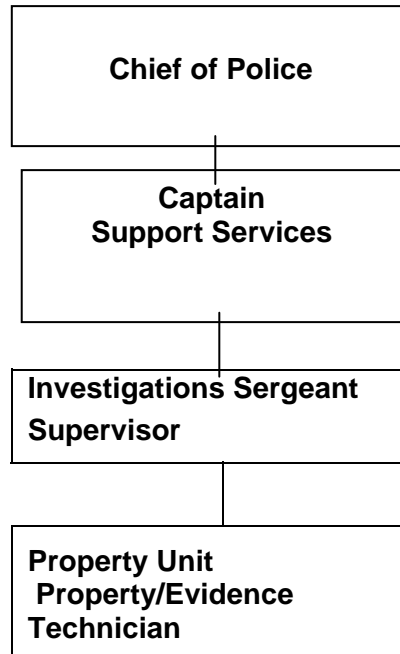 Chief of Police
Captain
Support Services
Investigations Sergeant
Supervisor
Property Unit
Property/Evidence
Technician